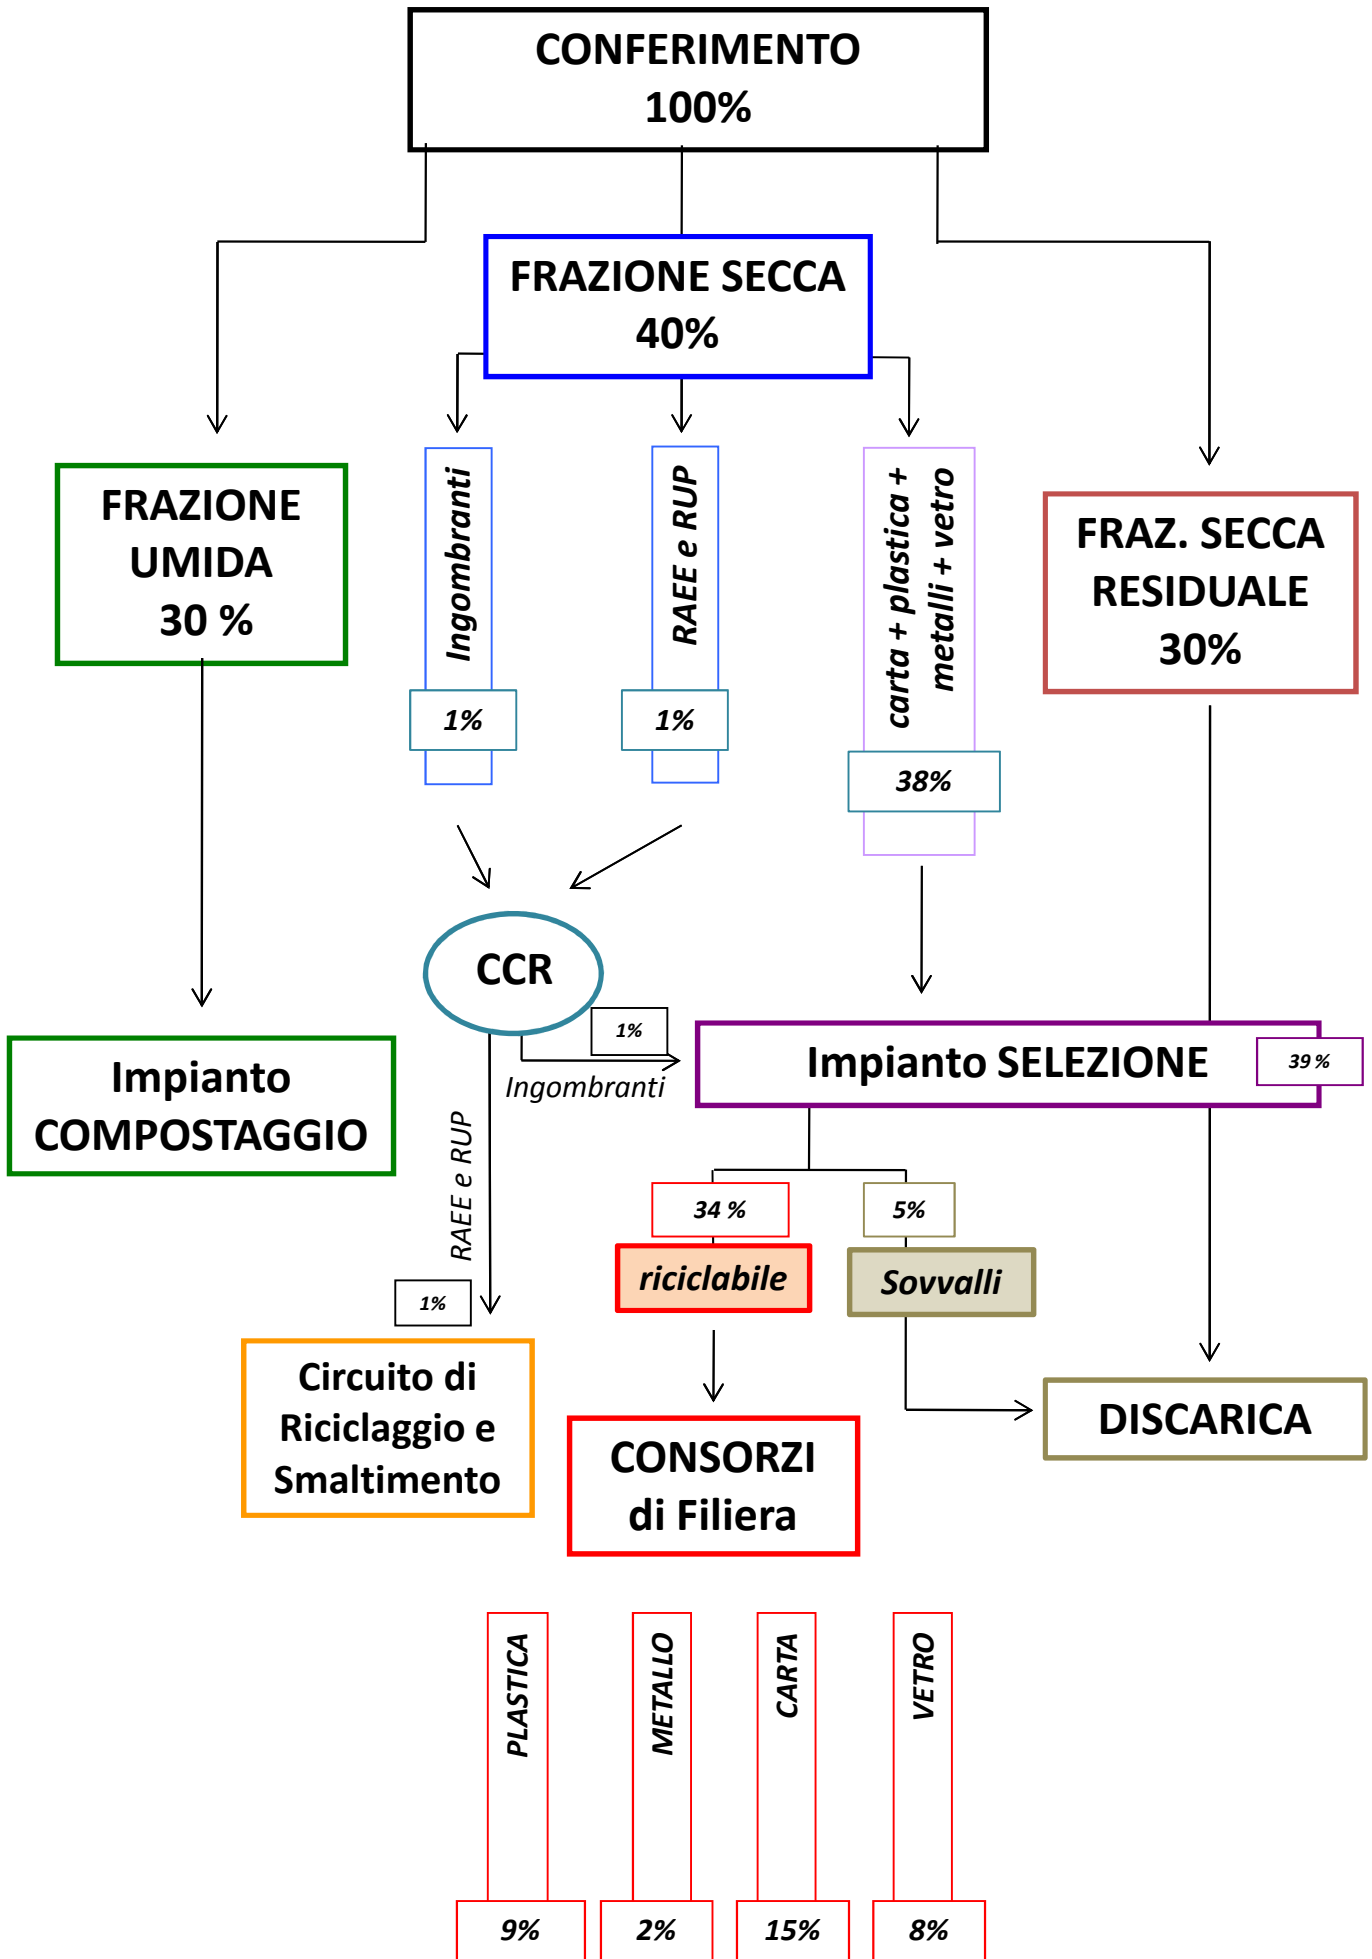 CONFERIMENTO
100%
FRAZIONE SECCA
40%
FRAZIONE
UMIDA
30 %
Ingombranti
1%
RAEE e RUP
1%
carta + plastica +
metalli + vetro
38%
FRAZ. SECCA
RESIDUALE
30%
CCR
1%
Ingombranti
RAEE e RUP
1%
Impianto
COMPOSTAGGIO
Impianto SELEZIONE
39 %
34 %
riciclabile
5%
Sovvalli
Circuito di
Riciclaggio e
Smaltimento
CONSORZI
di Filiera
DISCARICA
PLASTICA
METALLO
CARTA
VETRO
9%
2%
15%
8%